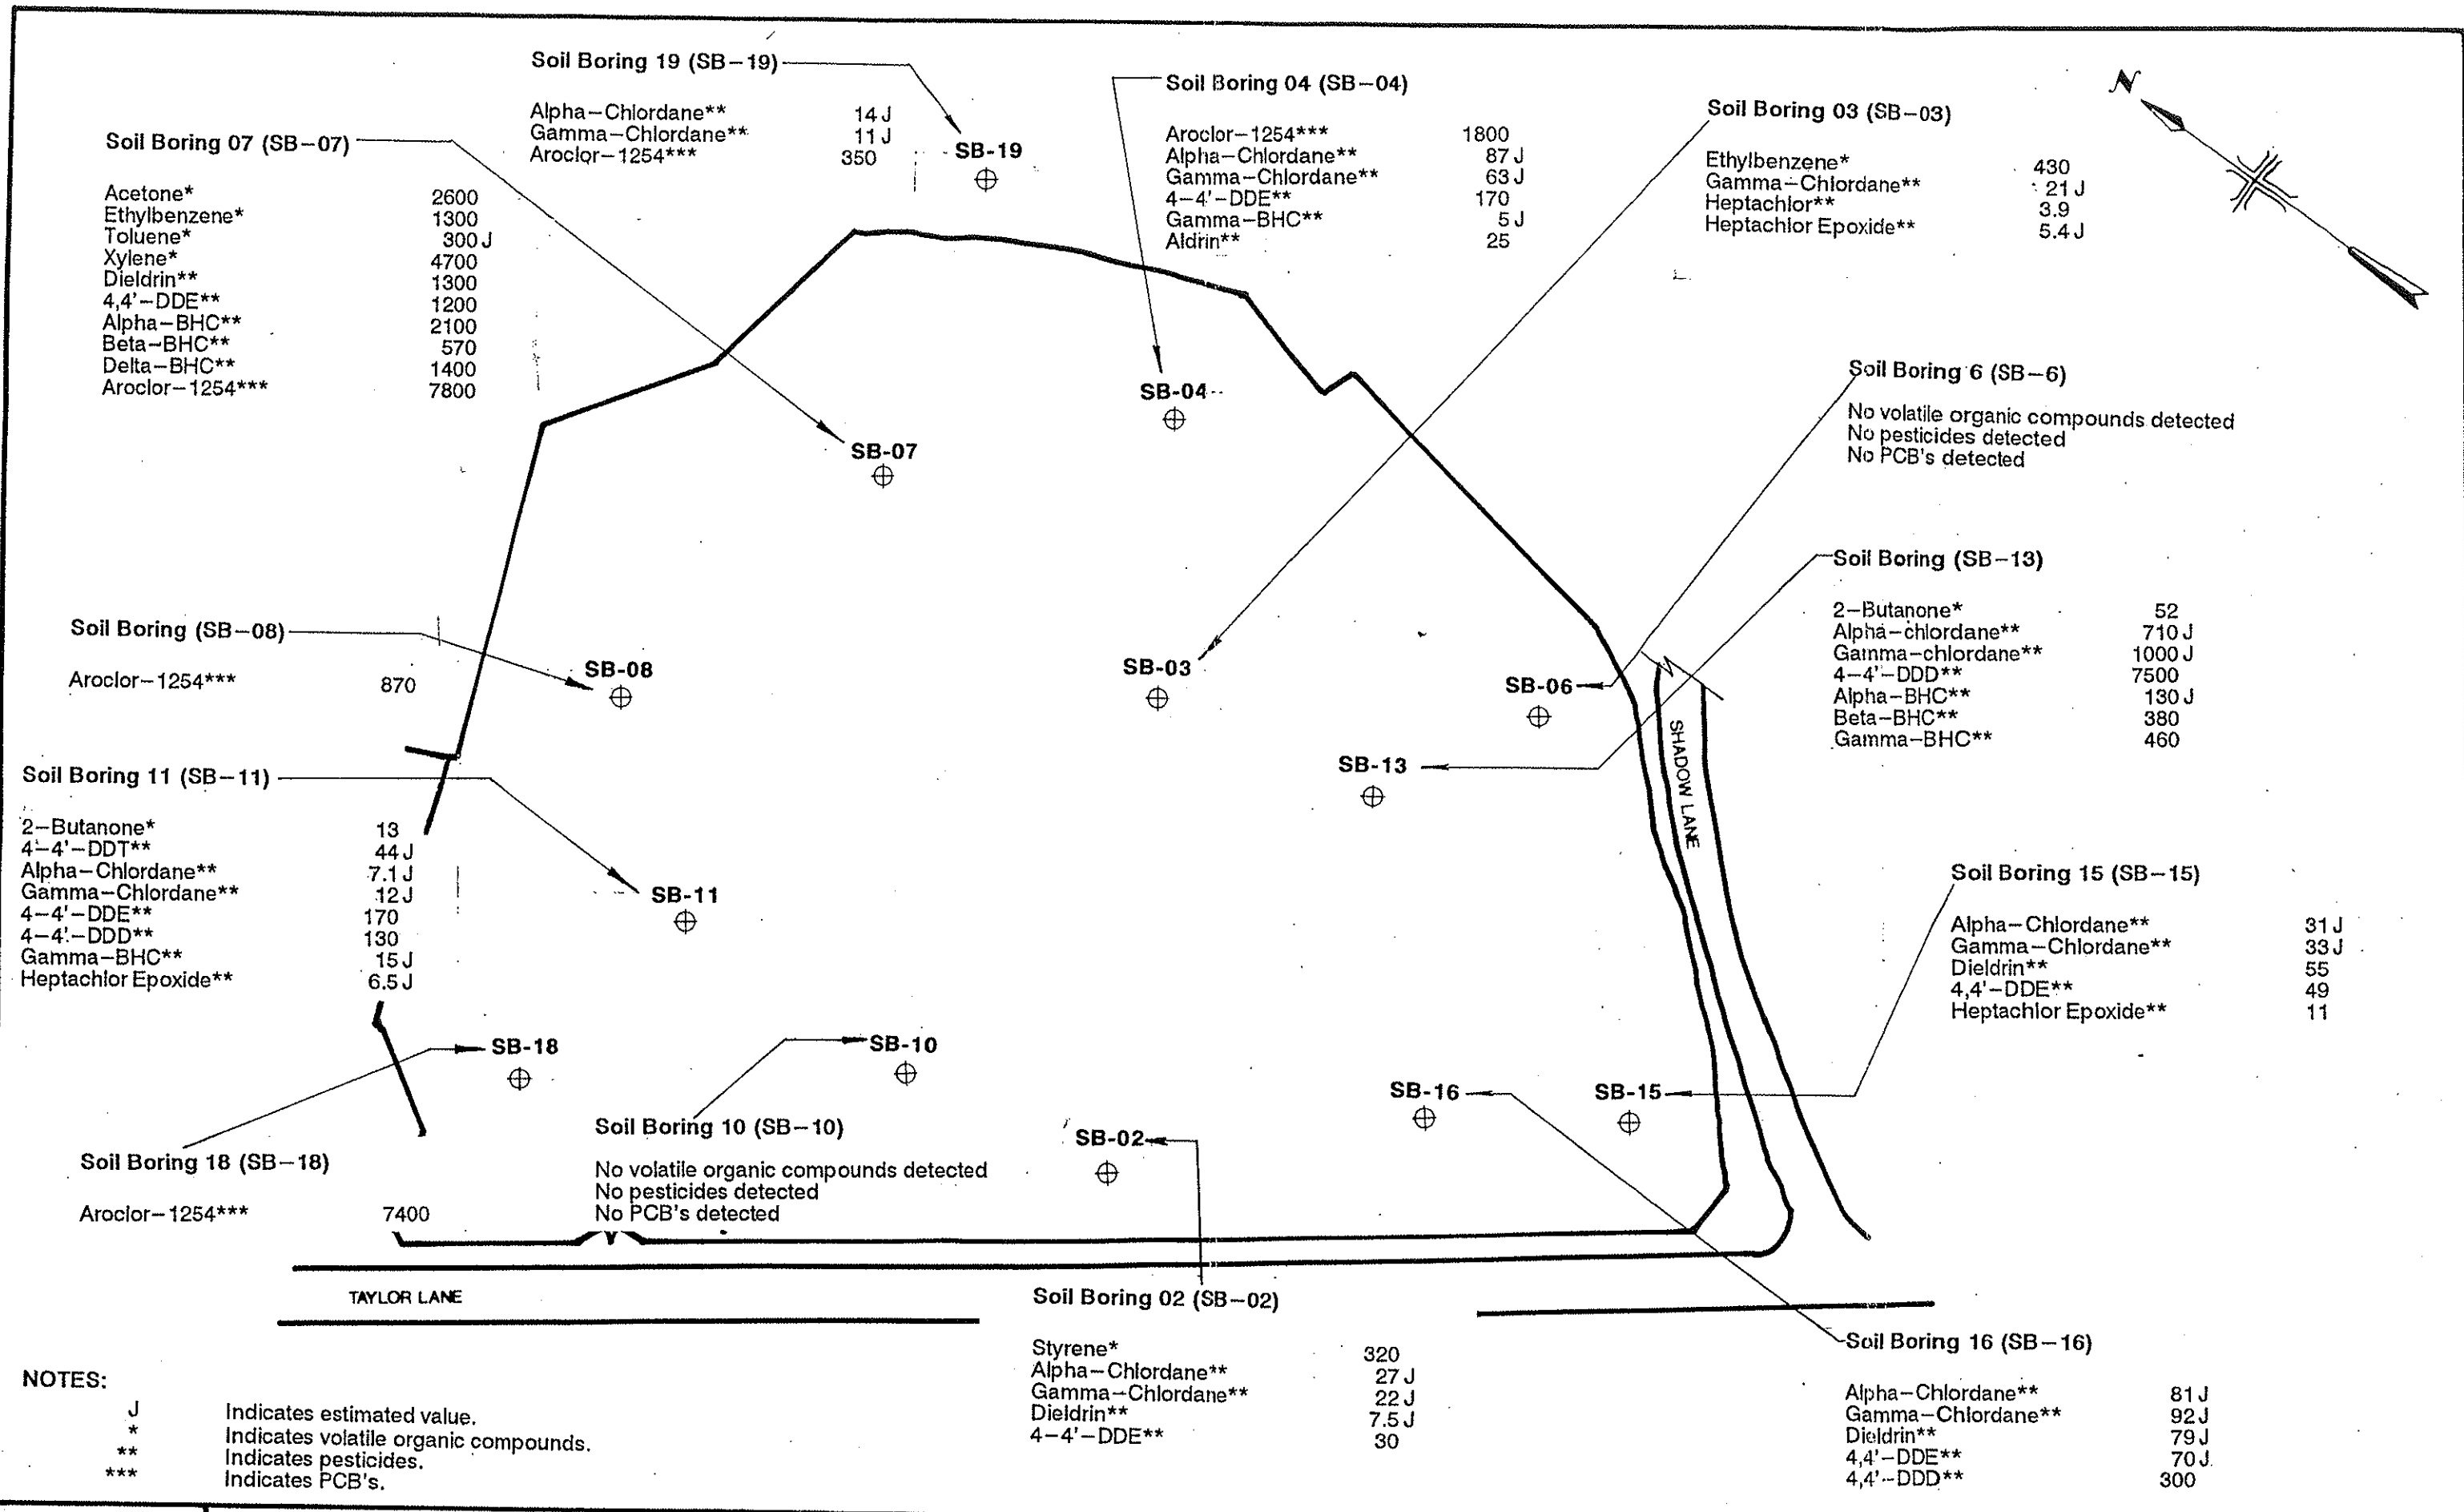 Soil Boring 19 (SB-19)
Alpha-Chlordane** 14 J
Gamma-Chlordane** 11 J
Aroclor-1254*** 350
SB-19
Soil Boring 04 (SB-04)
Aroclor-1254*** 1800
Alpha-Chlordane** 87 J
Gamma-Chlordane** 63 J
4-4'-DDE** 170
Gamma-BHC** 5 J
Aldrin** 25
Soil Boring 03 (SB-03)
Ethylbenzene* 430
Gamma-Chlordane** 21 J
Heptachlor** 3.9
Heptachlor Epoxide** 5.4 J
N
Soil Boring 07 (SB-07)
Acetone* 2600
Ethylbenzene* 1300
Toluene* 300 J
Xylene* 4700
Dieldrin** 1300
4,4'-DDE** 1200
Alpha-BHC** 2100
Beta-BHC** 570
Delta-BHC** 1400
Aroclor-1254*** 7800
SB-04
SB-07
Soil Boring 6 (SB-6)
No volatile organic compounds detected
No pesticides detected
No PCB's detected
Soil Boring (SB-13)
2-Butanone* 52
Alpha-chlordane** 710 J
Gamma-chlordane** 1000 J
4-4'-DDD** 7500
Alpha-BHC** 130 J
Beta-BHC** 380
Gamma-BHC** 460
Soil Boring (SB-08)
Aroclor-1254*** 870
SB-08
SB-03
SB-06
SB-13
SHADOW LANE
Soil Boring 11 (SB-11)
2-Butanone* 13
4-4'-DDT** 44 J
Alpha-Chlordane** 7.1 J
Gamma-Chlordane** 12 J
4-4'-DDE** 170
4-4'-DDD** 130
Gamma-BHC** 15 J
Heptachlor Epoxide** 6.5 J
SB-11
Soil Boring 15 (SB-15)
Alpha-Chlordane** 31 J
Gamma-Chlordane** 33 J
Dieldrin** 55
4,4'-DDE** 49
Heptachlor Epoxide** 11
SB-18
SB-10
SB-16
SB-15
SB-02
Soil Boring 18 (SB-18)
Aroclor-1254*** 7400
Soil Boring 10 (SB-10)
No volatile organic compounds detected
No pesticides detected
No PCB's detected
TAYLOR LANE
Soil Boring 02 (SB-02)
Styrene* 320
Alpha-Chlordane** 27 J
Gamma-Chlordane** 22 J
Dieldrin** 7.5 J
4-4'-DDE** 30
Soil Boring 16 (SB-16)
Alpha-Chlordane** 81 J
Gamma-Chlordane** 92 J
Dieldrin** 79 J
4,4'-DDE** 70 J
4,4'-DDD** 300
NOTES:
J Indicates estimated value.
* Indicates volatile organic compounds.
** Indicates pesticides.
*** Indicates PCB's.